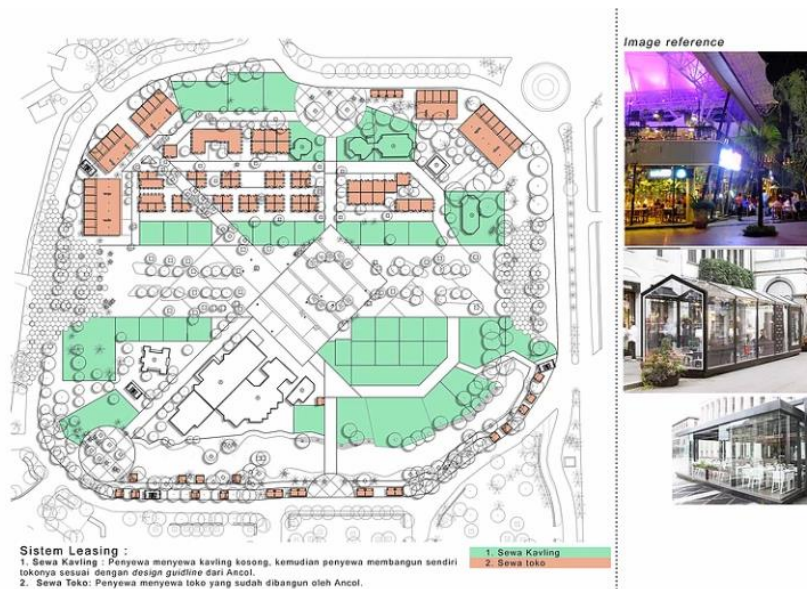 Image reference
Sistem Leasing :
1. Sewa Kavling : Penyewa menyewa kavling kosong, kemudian penyewa membangun sendiri
tokonya sesuai dengan design guidline dari Ancol.
2. Sewa Toko: Penyewa menyewa toko yang sudah dibangun oleh Ancol.
1. Sewa Kavling
2. Sewa toko